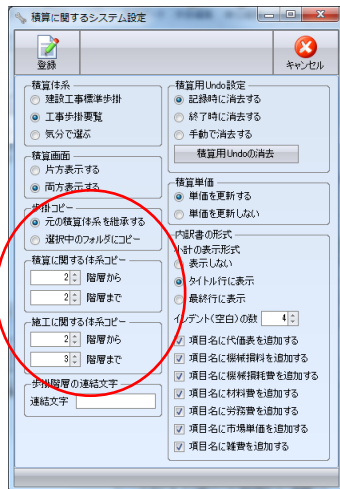 積算に関するシステム設定
登録
キャンセル
積算体系
建設工事標準歩掛
工事歩掛要覧
気分で選ぶ
積算画面
片方表示する
両方表示する
歩掛コピー
元の積算体系を継承する
選択中のフォルダにコピー
積算に関する体系コピー
2 階層から
2 階層まで
施工に関する体系コピー
2 階層から
3 階層まで
歩掛階層の連結文字
連結文字
積算用Undo設定
記録時に消去する
終了時に消去する
手動で消去する
積算用Undoの消去
積算単価
単価を更新する
単価を更新しない
内訳書の形式
小計の表示形式
表示しない
タイトル行に表示
最終行に表示
インデント(空白)の数 4
項目名に代価表を追加する
項目名に機械損料を追加する
項目名に機械損耗費を追加する
項目名に材料費を追加する
項目名に労務費を追加する
項目名に市場単価を追加する
項目名に雑費を追加する